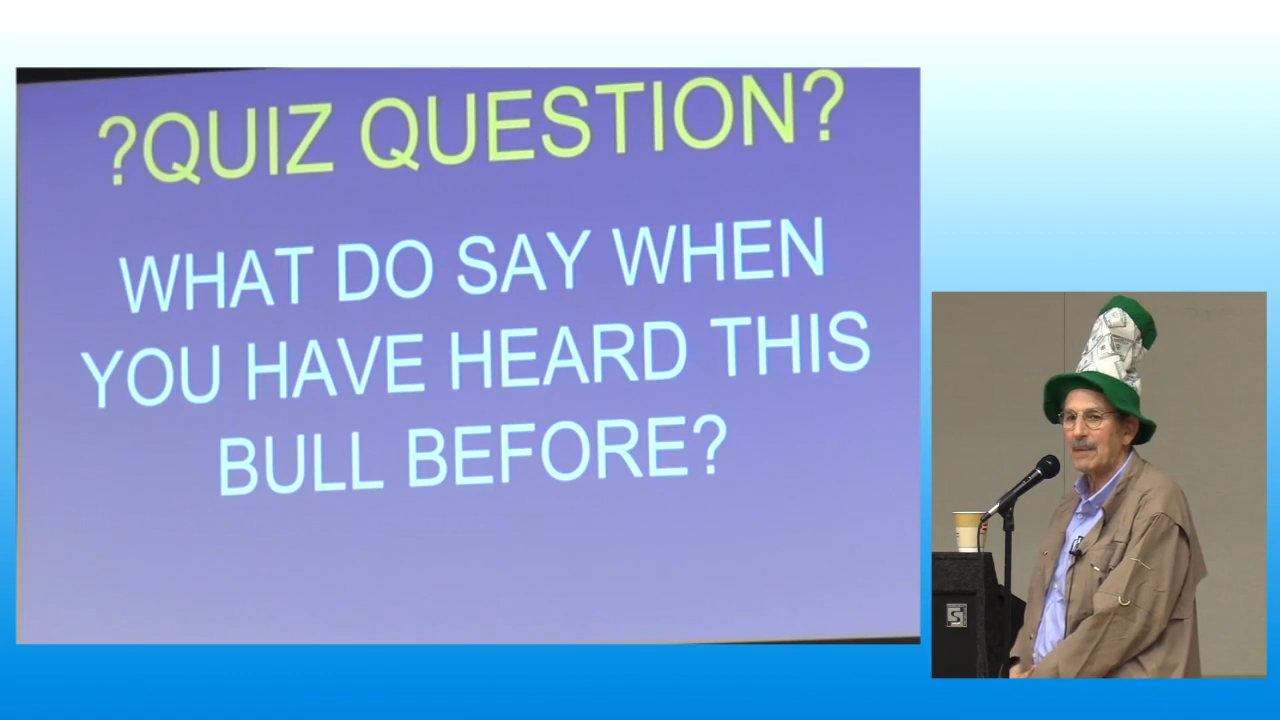 ?QUIZ QUESTION?
WHAT DO SAY WHEN
YOU HAVE HEARD THIS
BULL BEFORE?